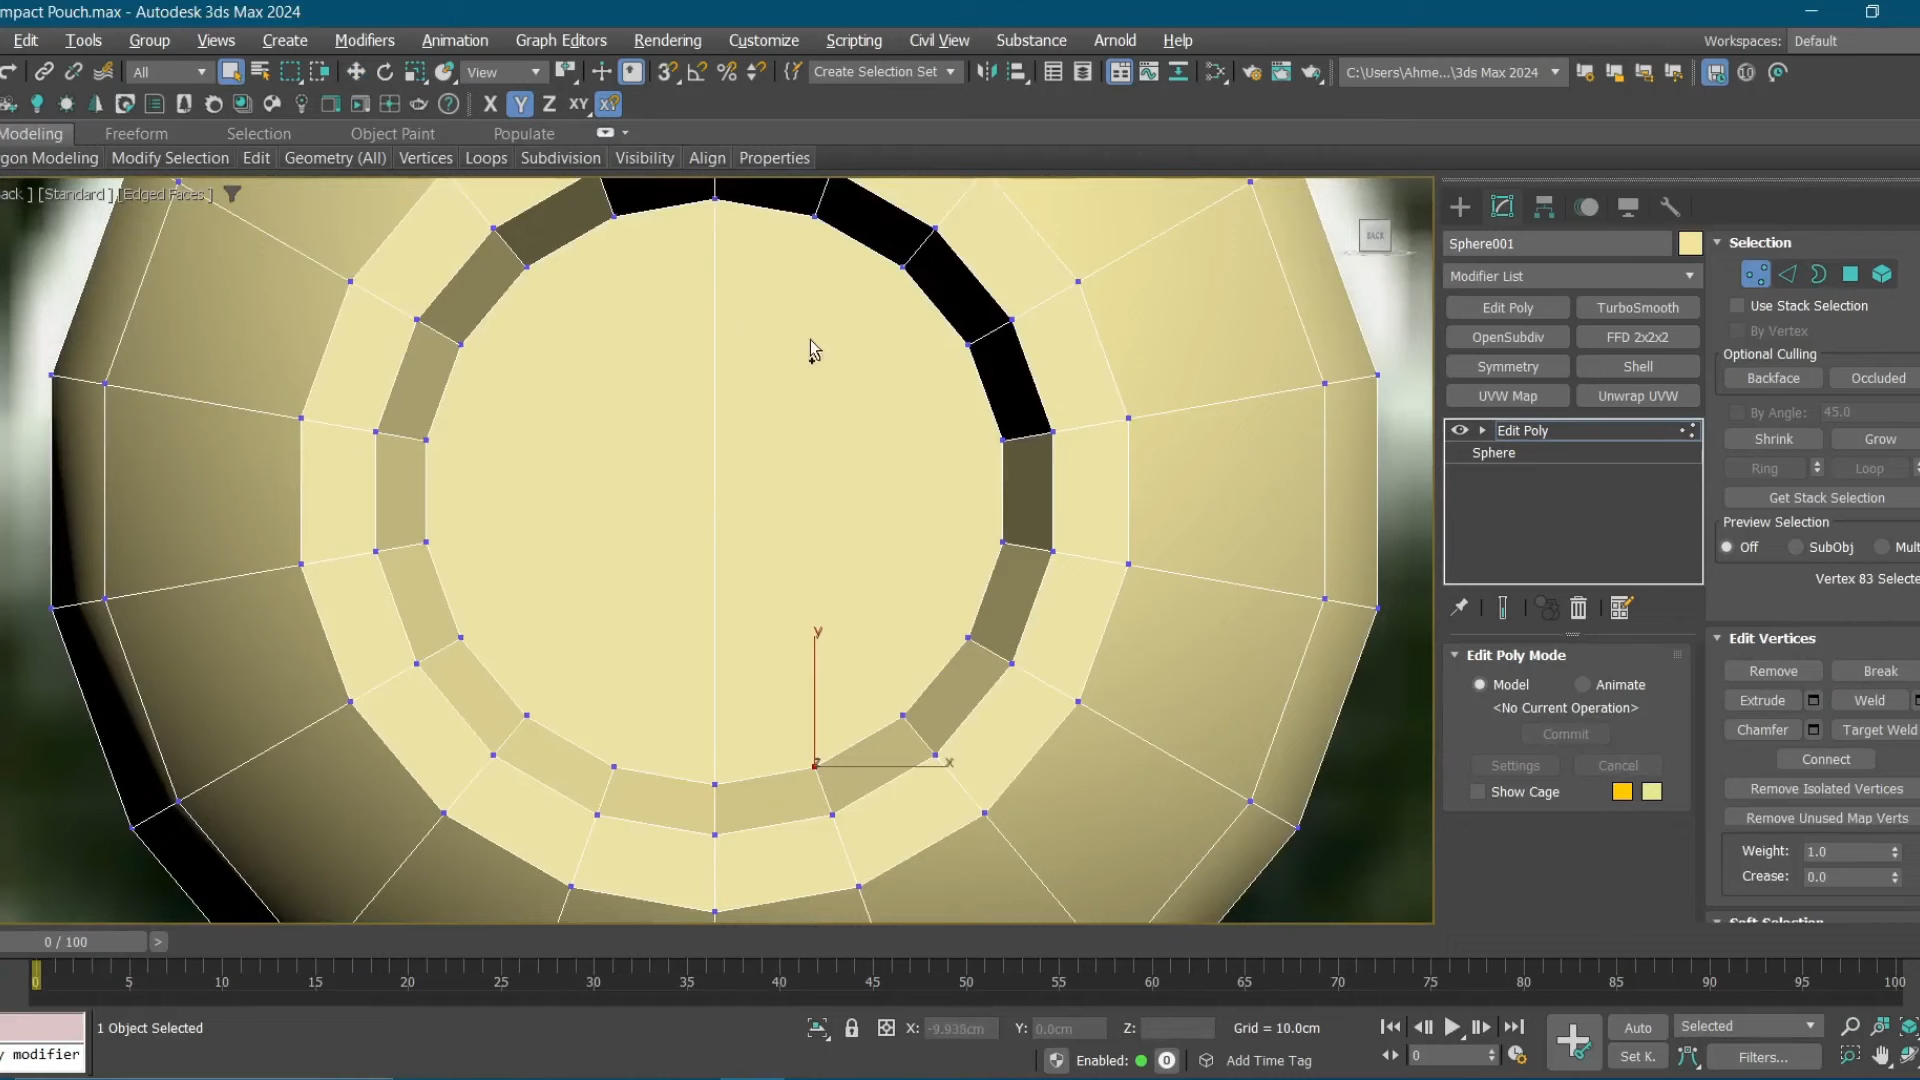 mpact Pouch.max - Autodesk 3ds Max 2024
Edit Tools Group Views Create Modifiers Animation Graph Editors Rendering Customize Scripting Civil View Substance Arnold Help
Workspaces: Default
All View Create Selection Set C:\Users\Ahme...\3ds Max 2024
X Y Z XY
Modeling Freeform Selection Object Paint Populate
gon Modeling Modify Selection Edit Geometry (All) Vertices Loops Subdivision Visibility Align Properties
ack ] [Standard ] [Edged Faces ]
BACK
y
z x
Sphere001
Modifier List
Edit Poly TurboSmooth
OpenSubdiv FFD 2x2x2
Symmetry Shell
UVW Map Unwrap UVW
Edit Poly
Sphere
Edit Poly Mode
Model Animate
<No Current Operation>
Commit
Settings Cancel
Show Cage
Selection
Use Stack Selection
By Vertex
Optional Culling
Backface Occluded
By Angle: 45.0
Shrink Grow
Ring Loop
Get Stack Selection
Preview Selection
Off SubObj Mult
Vertex 83 Selecte
Edit Vertices
Remove Break
Extrude Weld
Chamfer Target Weld
Connect
Remove Isolated Vertices
Remove Unused Map Verts
Weight: 1.0
Crease: 0.0
Soft Selection
0 / 100 >
0 5 10 15 20 25 30 35 40 45 50 55 60 65 70 75 80 85 90 95 100
1 Object Selected
X: -9.938cm Y: 0.0cm Z: Grid = 10.0cm
Auto Selected
y modifier
Enabled: 0 Add Time Tag
0
Set K. Filters...